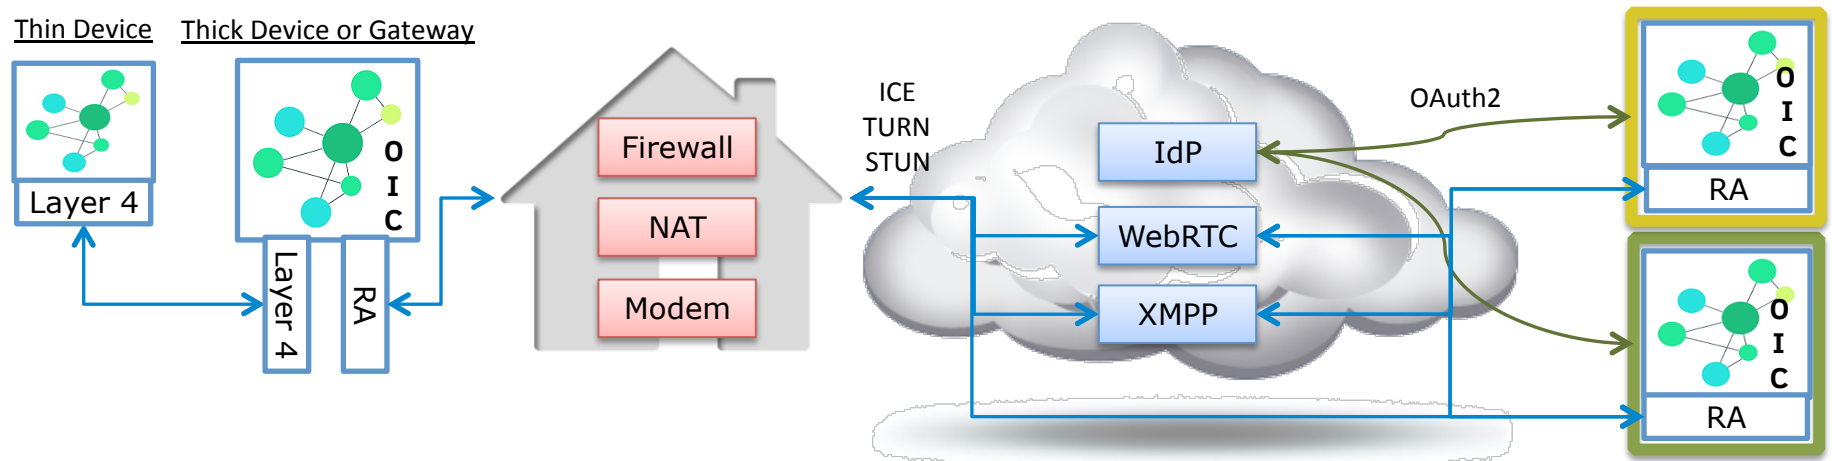 Thin Device
Layer 4
Thick Device or Gateway
O
I
C
Layer 4
RA
Firewall
NAT
Modem
ICE
TURN
STUN
IdP
WebRTC
XMPP
OAuth2
O
I
C
RA
O
I
C
RA